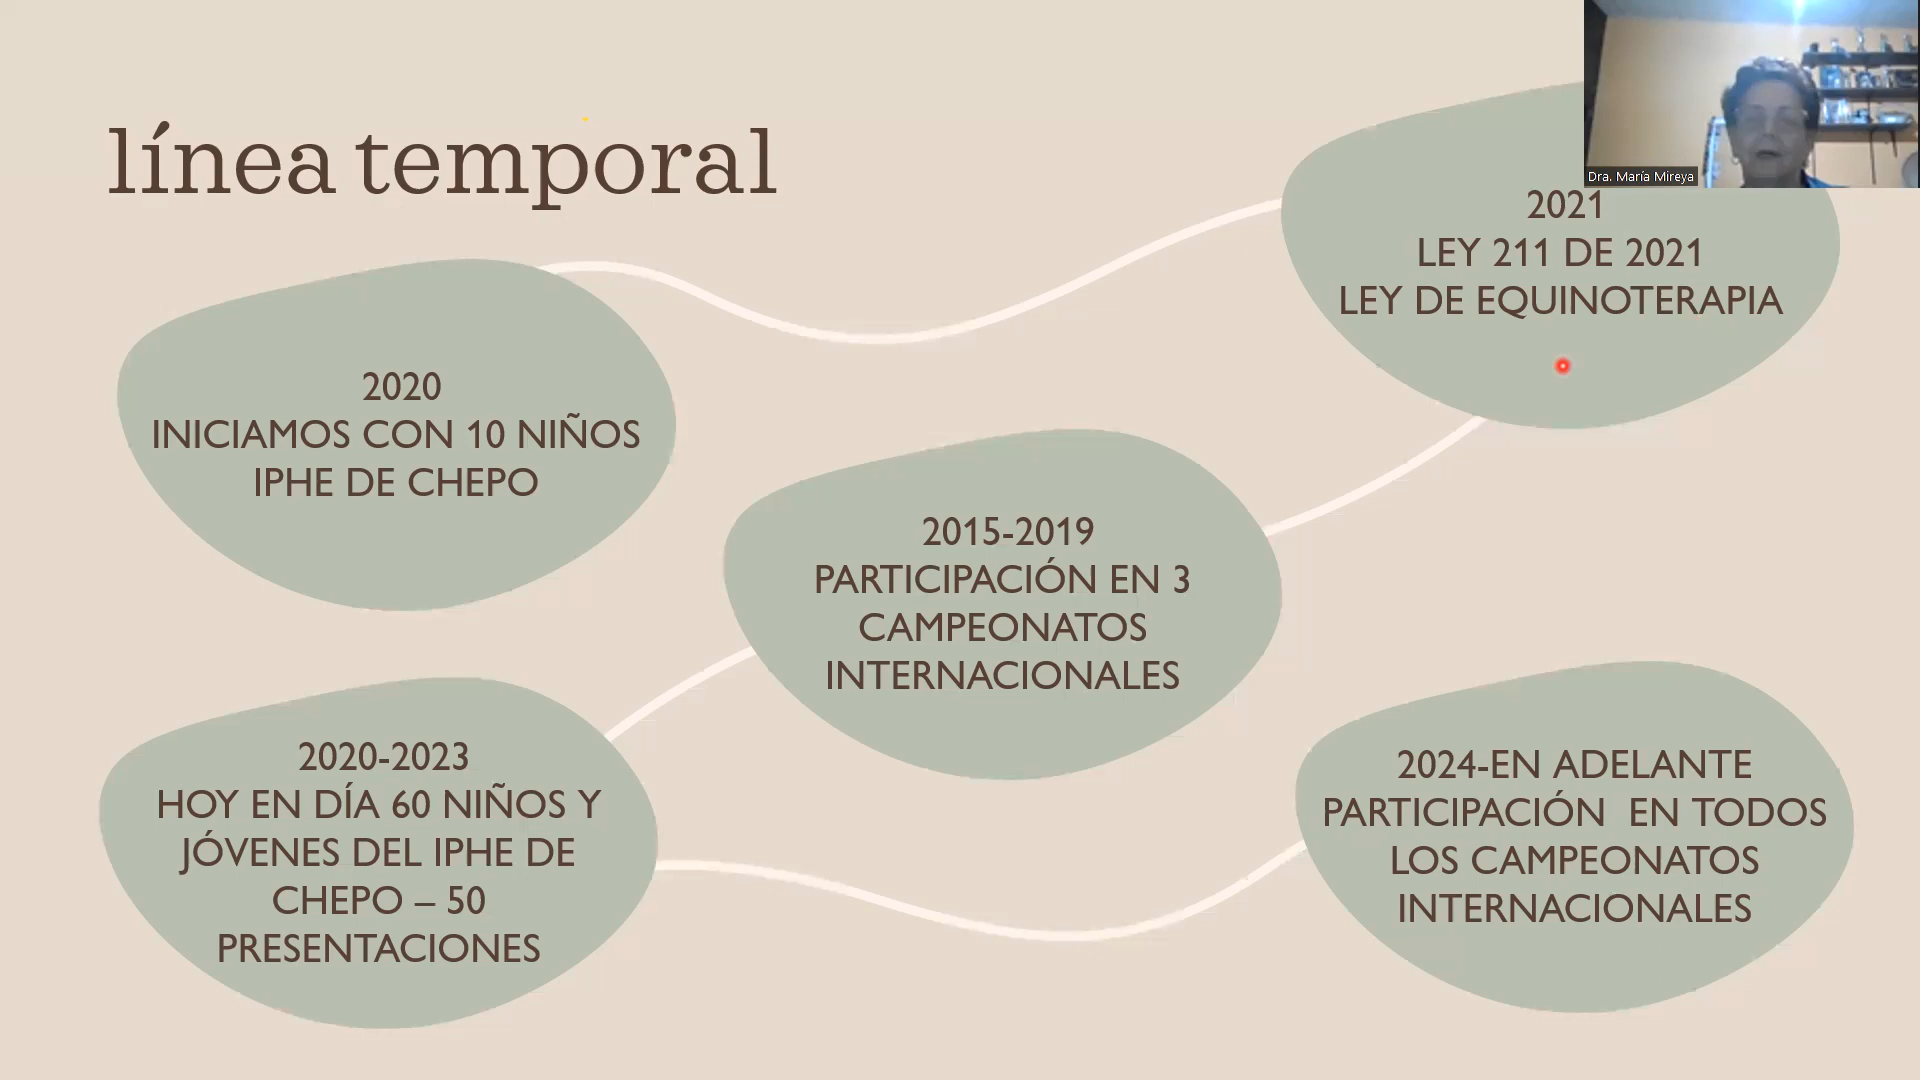 línea temporal
Dra. María Mireya
2020
INICIAMOS CON 10 NIÑOS
IPHE DE CHEPO
2021
LEY 211 DE 2021
LEY DE EQUINOTERAPIA
2015-2019
PARTICIPACIÓN EN 3
CAMPEONATOS
INTERNACIONALES
2020-2023
HOY EN DÍA 60 NIÑOS Y
JÓVENES DEL IPHE DE
CHEPO – 50
PRESENTACIONES
2024-EN ADELANTE
PARTICIPACIÓN  EN TODOS
LOS CAMPEONATOS
INTERNACIONALES